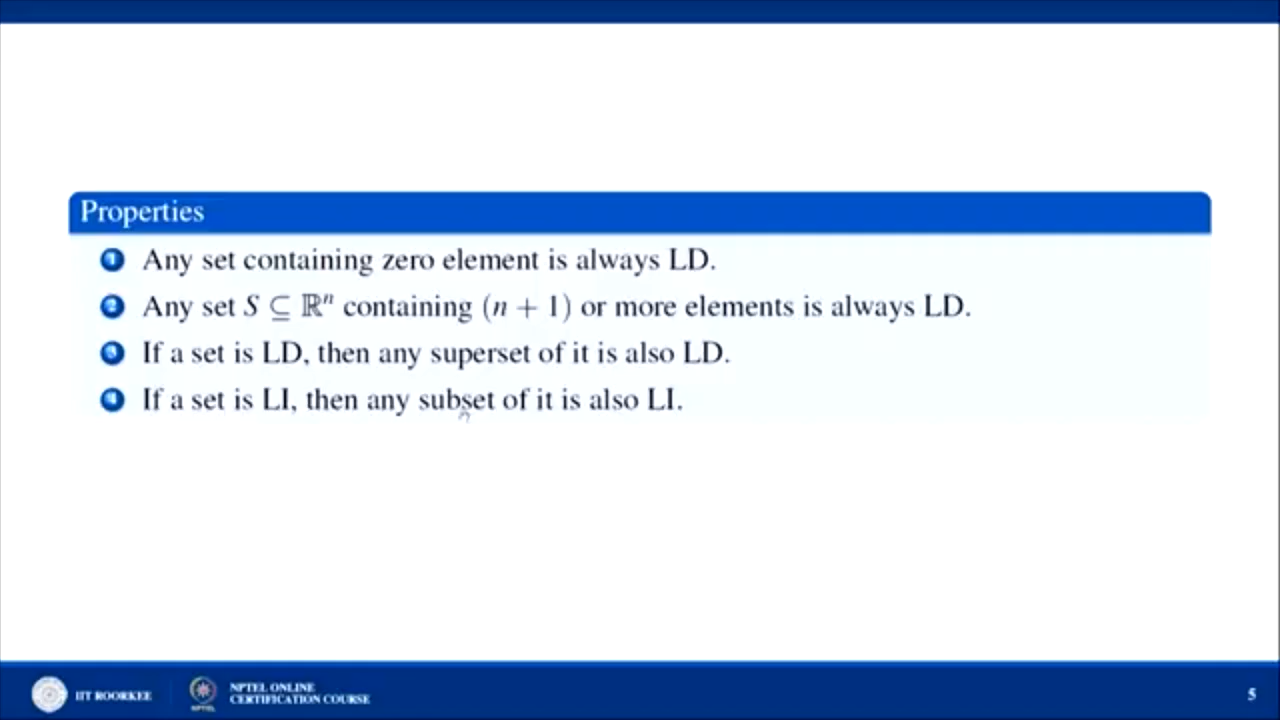 Properties
1 Any set containing zero element is always LD.
2 Any set S ⊆ ℝⁿ containing (n + 1) or more elements is always LD.
3 If a set is LD, then any superset of it is also LD.
4 If a set is LI, then any subset of it is also LI.
IIT ROORKEE
NPTEL
NPTEL ONLINE
CERTIFICATION COURSE
5